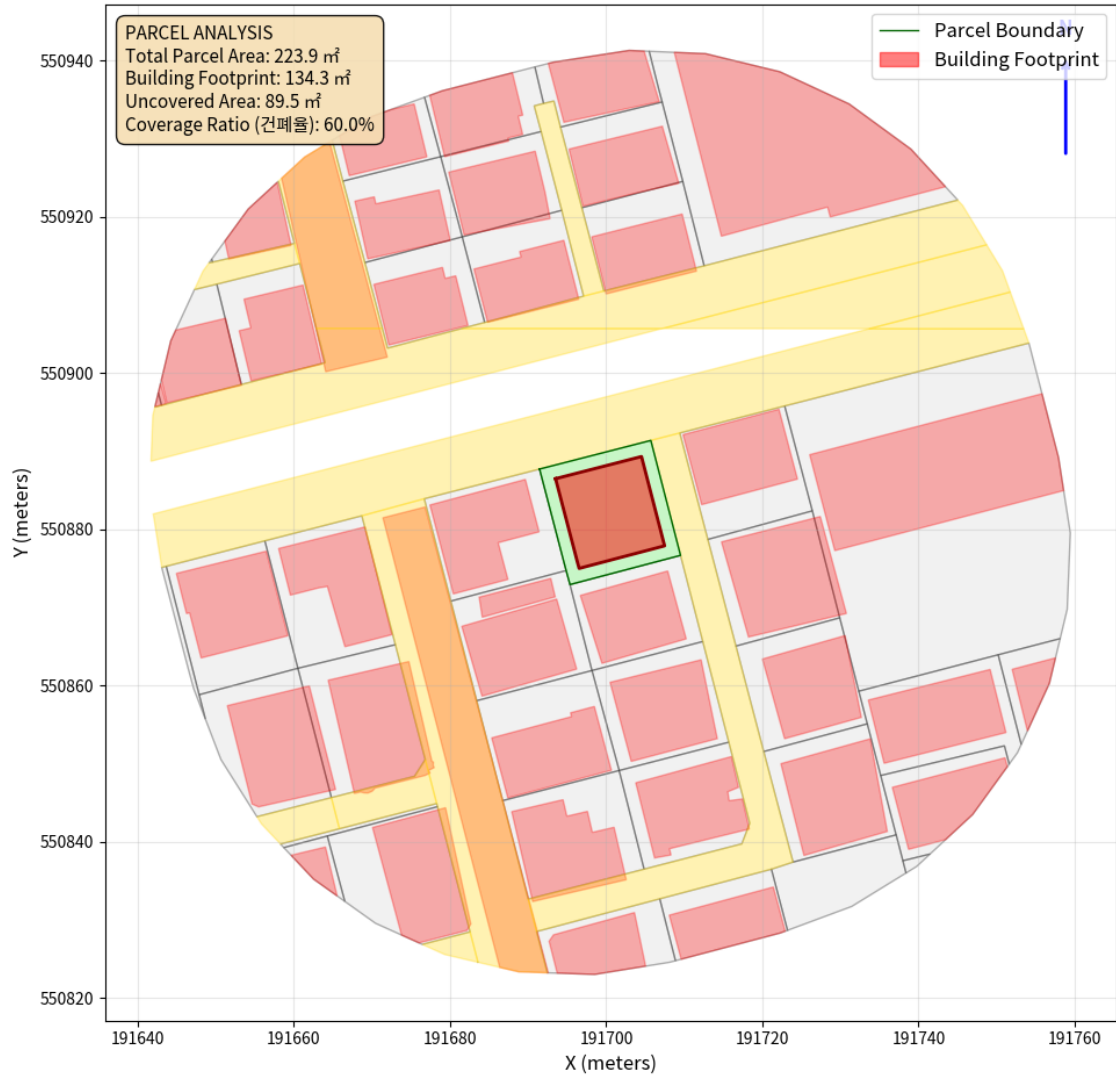 PARCEL ANALYSIS
Total Parcel Area: 223.9 ㎡
Building Footprint: 134.3 ㎡
Uncovered Area: 89.5 ㎡
Coverage Ratio (건폐율): 60.0%
Parcel Boundary
Building Footprint
N
550940
550920
550900
550880
550860
550840
550820
Y (meters)
191640
191660
191680
191700
191720
191740
191760
X (meters)